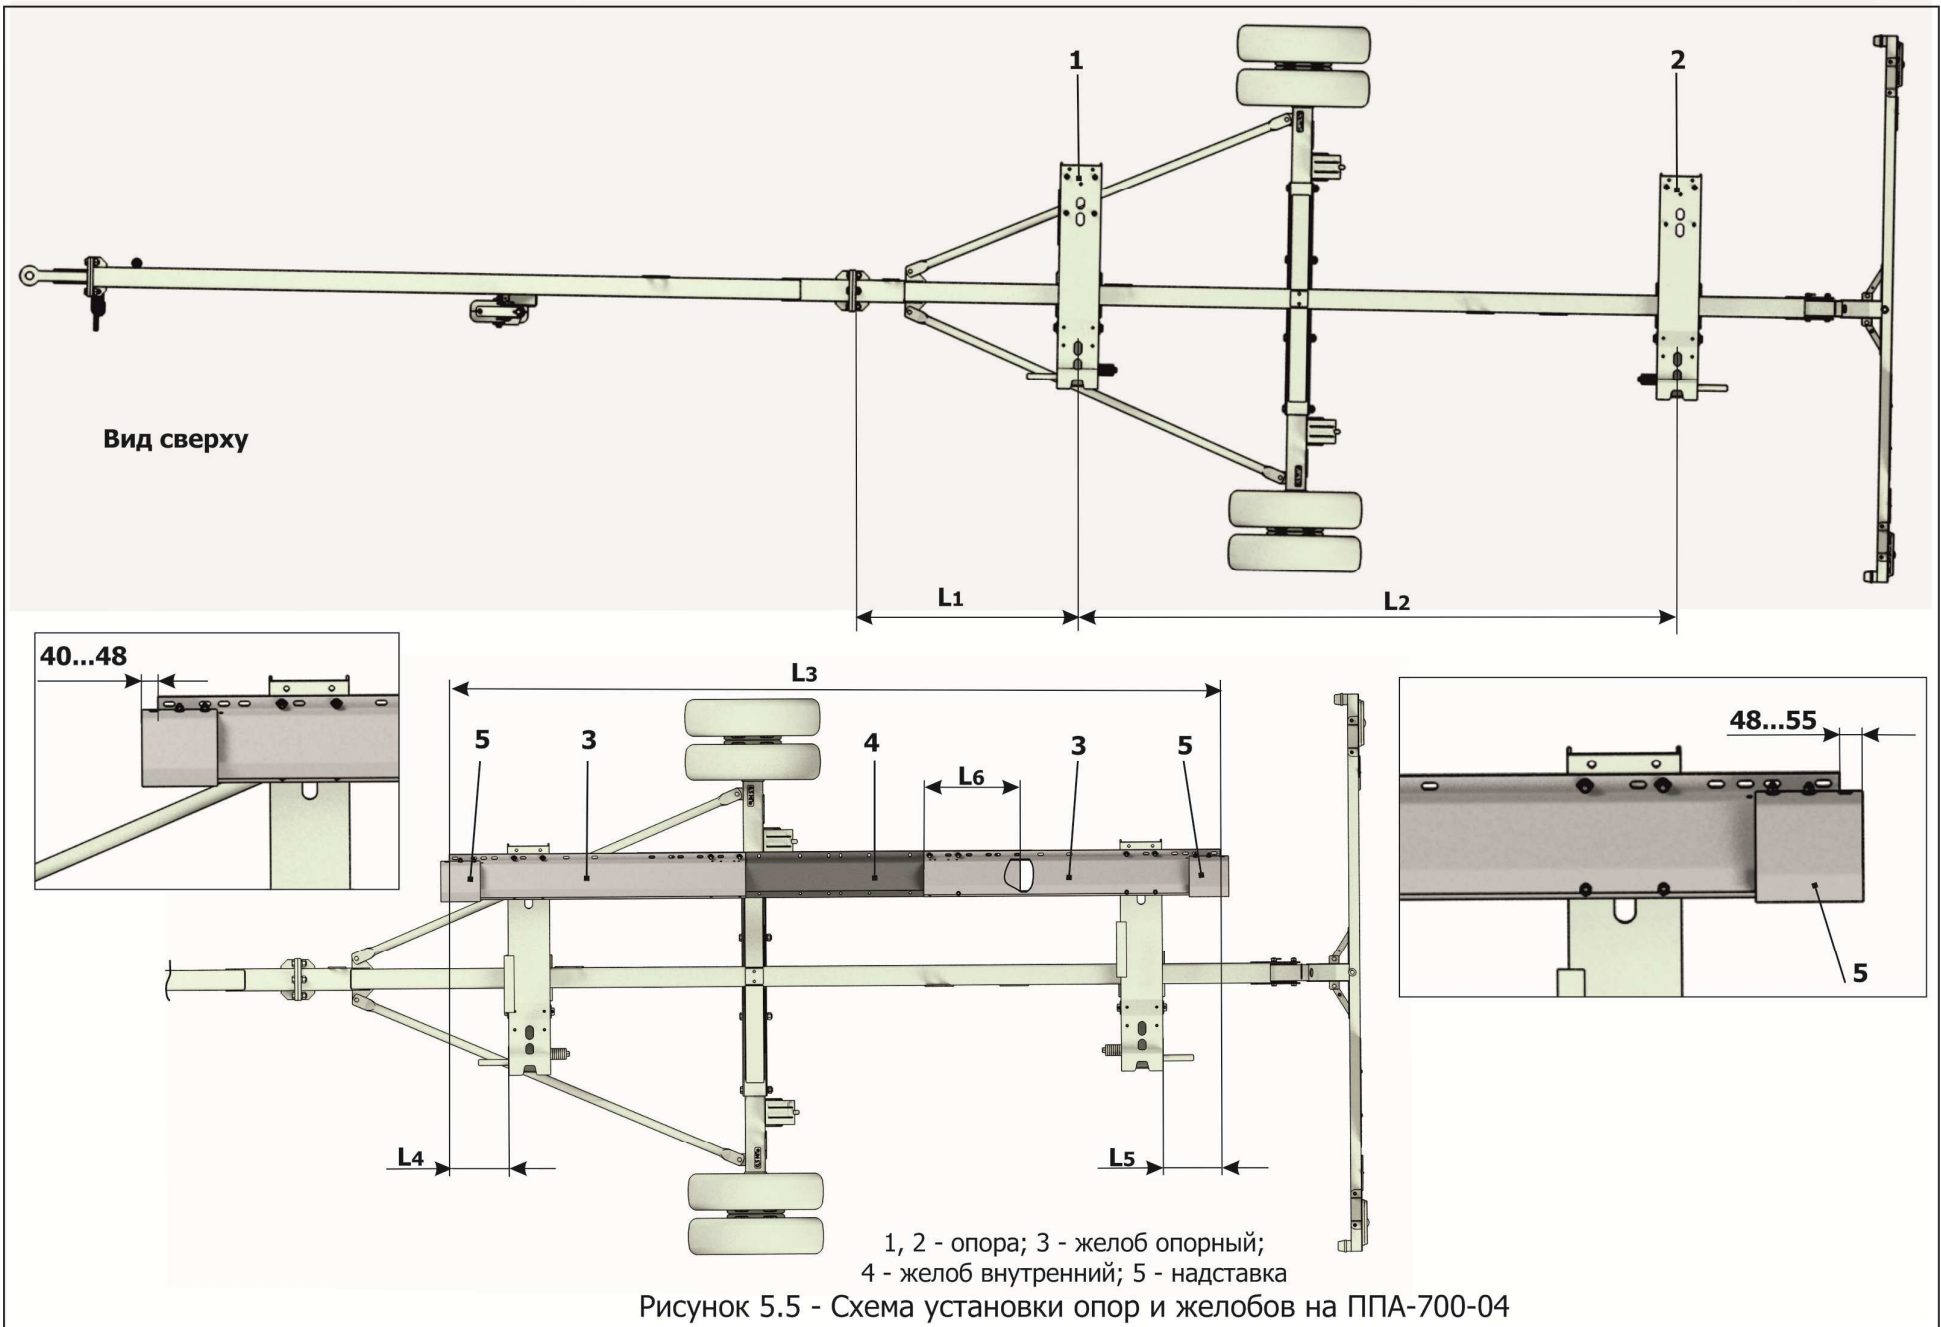 1
2
Вид сверху
L1
L2
40...48
L3
48...55
5
3
4
3
5
L6
5
L4
L5
1, 2 - опора; 3 - желоб опорный;
4 - желоб внутренний; 5 - надставка
Рисунок 5.5 - Схема установки опор и желобов на ППА-700-04